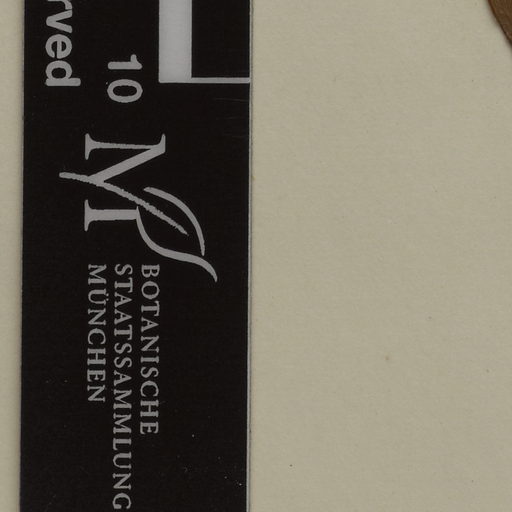 rved
10
M
BOTANISCHE
STAATSSAMMLUNG
MÜNCHEN